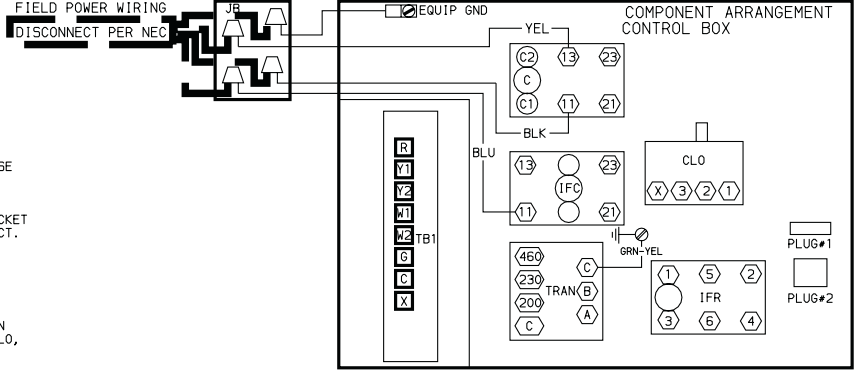 FIELD POWER WIRING
DISCONNECT PER NEC
JB
EQUIP GND
COMPONENT ARRANGEMENT
CONTROL BOX
YEL
C2
13
23
C
C1
11
21
BLK
BLU
R
Y1
Y2
W1
W2
G
C
X
TB1
13
23
IFC
11
21
CLO
X
3
2
1
GRN-YEL
460
230
200
C
TRAN
C
B
A
1
5
2
IFR
3
6
4
PLUG#1
PLUG#2
GE
CKET
CT.
N
LO,